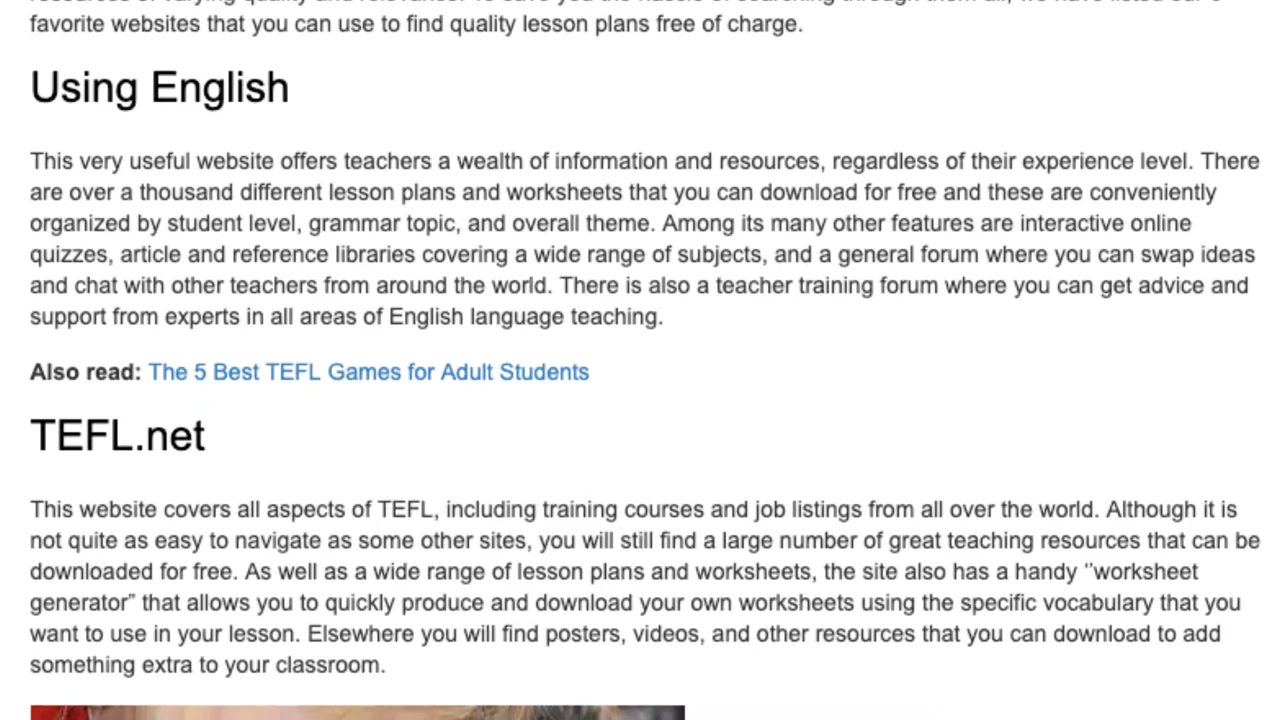 favorite websites that you can use to find quality lesson plans free of charge.
Using English
This very useful website offers teachers a wealth of information and resources, regardless of their experience level. There
are over a thousand different lesson plans and worksheets that you can download for free and these are conveniently
organized by student level, grammar topic, and overall theme. Among its many other features are interactive online
quizzes, article and reference libraries covering a wide range of subjects, and a general forum where you can swap ideas
and chat with other teachers from around the world. There is also a teacher training forum where you can get advice and
support from experts in all areas of English language teaching.
Also read: The 5 Best TEFL Games for Adult Students
TEFL.net
This website covers all aspects of TEFL, including training courses and job listings from all over the world. Although it is
not quite as easy to navigate as some other sites, you will still find a large number of great teaching resources that can be
downloaded for free. As well as a wide range of lesson plans and worksheets, the site also has a handy ‘’worksheet
generator” that allows you to quickly produce and download your own worksheets using the specific vocabulary that you
want to use in your lesson. Elsewhere you will find posters, videos, and other resources that you can download to add
something extra to your classroom.